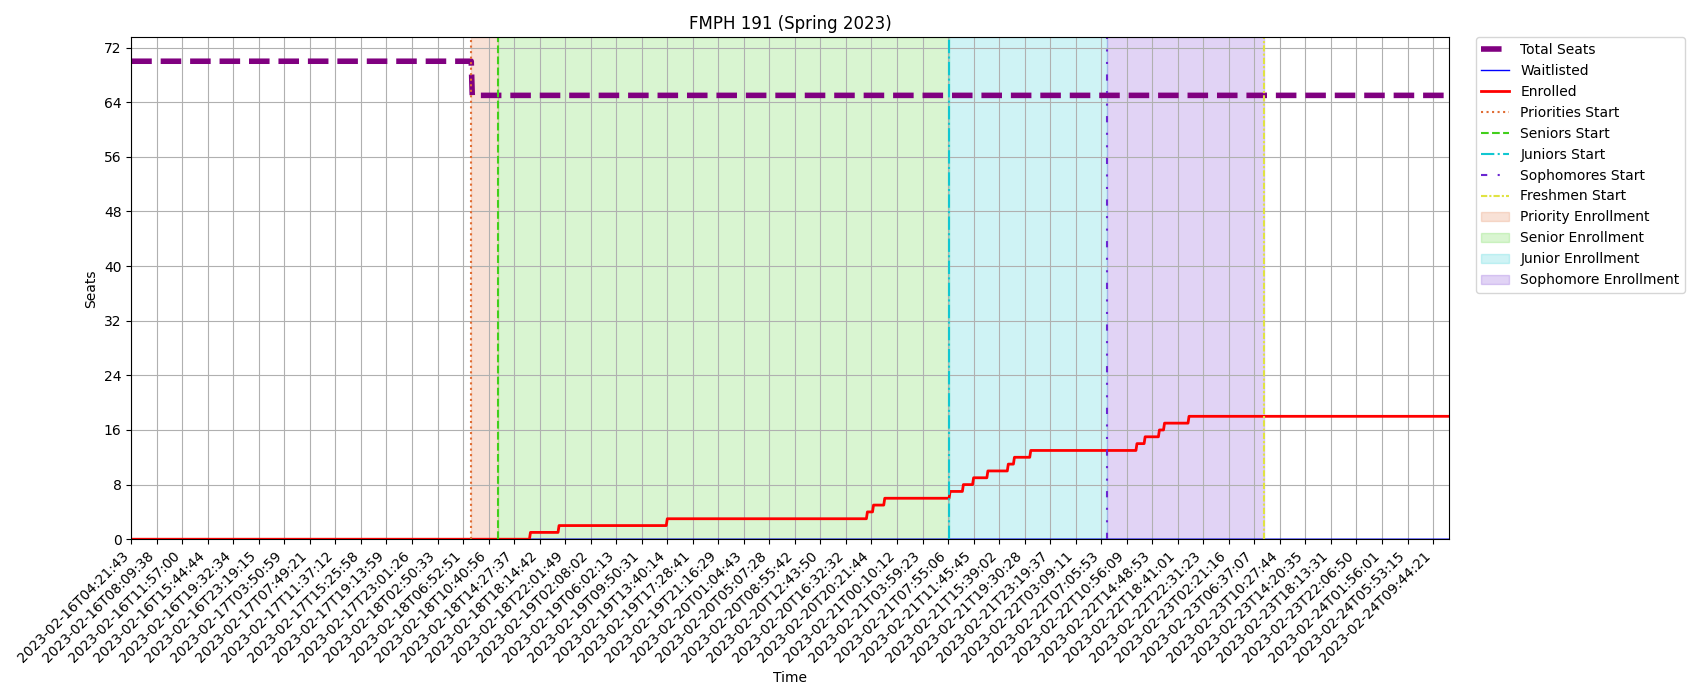 FMPH 191 (Spring 2023)
72
64
56
48
40
32
24
16
8
0
Seats
2023-02-16T04:21:43
2023-02-16T08:09:38
2023-02-16T11:57:00
2023-02-16T15:44:44
2023-02-16T19:32:34
2023-02-16T23:19:15
2023-02-17T03:50:59
2023-02-17T07:49:21
2023-02-17T11:37:12
2023-02-17T15:25:58
2023-02-17T19:13:59
2023-02-17T23:01:26
2023-02-18T02:50:33
2023-02-18T06:52:51
2023-02-18T10:40:56
2023-02-18T14:27:37
2023-02-18T18:14:42
2023-02-18T22:01:49
2023-02-19T02:08:02
2023-02-19T06:02:13
2023-02-19T09:50:31
2023-02-19T13:40:14
2023-02-19T17:28:41
2023-02-19T21:16:29
2023-02-20T01:04:43
2023-02-20T05:07:28
2023-02-20T08:55:42
2023-02-20T12:43:50
2023-02-20T16:32:32
2023-02-20T20:21:44
2023-02-21T00:10:12
2023-02-21T03:59:23
2023-02-21T07:55:06
2023-02-21T11:45:45
2023-02-21T15:39:02
2023-02-21T19:30:28
2023-02-21T23:19:37
2023-02-22T03:09:11
2023-02-22T07:05:53
2023-02-22T10:56:09
2023-02-22T14:48:53
2023-02-22T18:41:01
2023-02-22T22:31:23
2023-02-23T02:21:16
2023-02-23T06:37:07
2023-02-23T10:27:44
2023-02-23T14:20:35
2023-02-23T18:13:31
2023-02-23T22:06:50
2023-02-24T01:56:01
2023-02-24T05:53:15
2023-02-24T09:44:21
Time
Total Seats
Waitlisted
Enrolled
Priorities Start
Seniors Start
Juniors Start
Sophomores Start
Freshmen Start
Priority Enrollment
Senior Enrollment
Junior Enrollment
Sophomore Enrollment